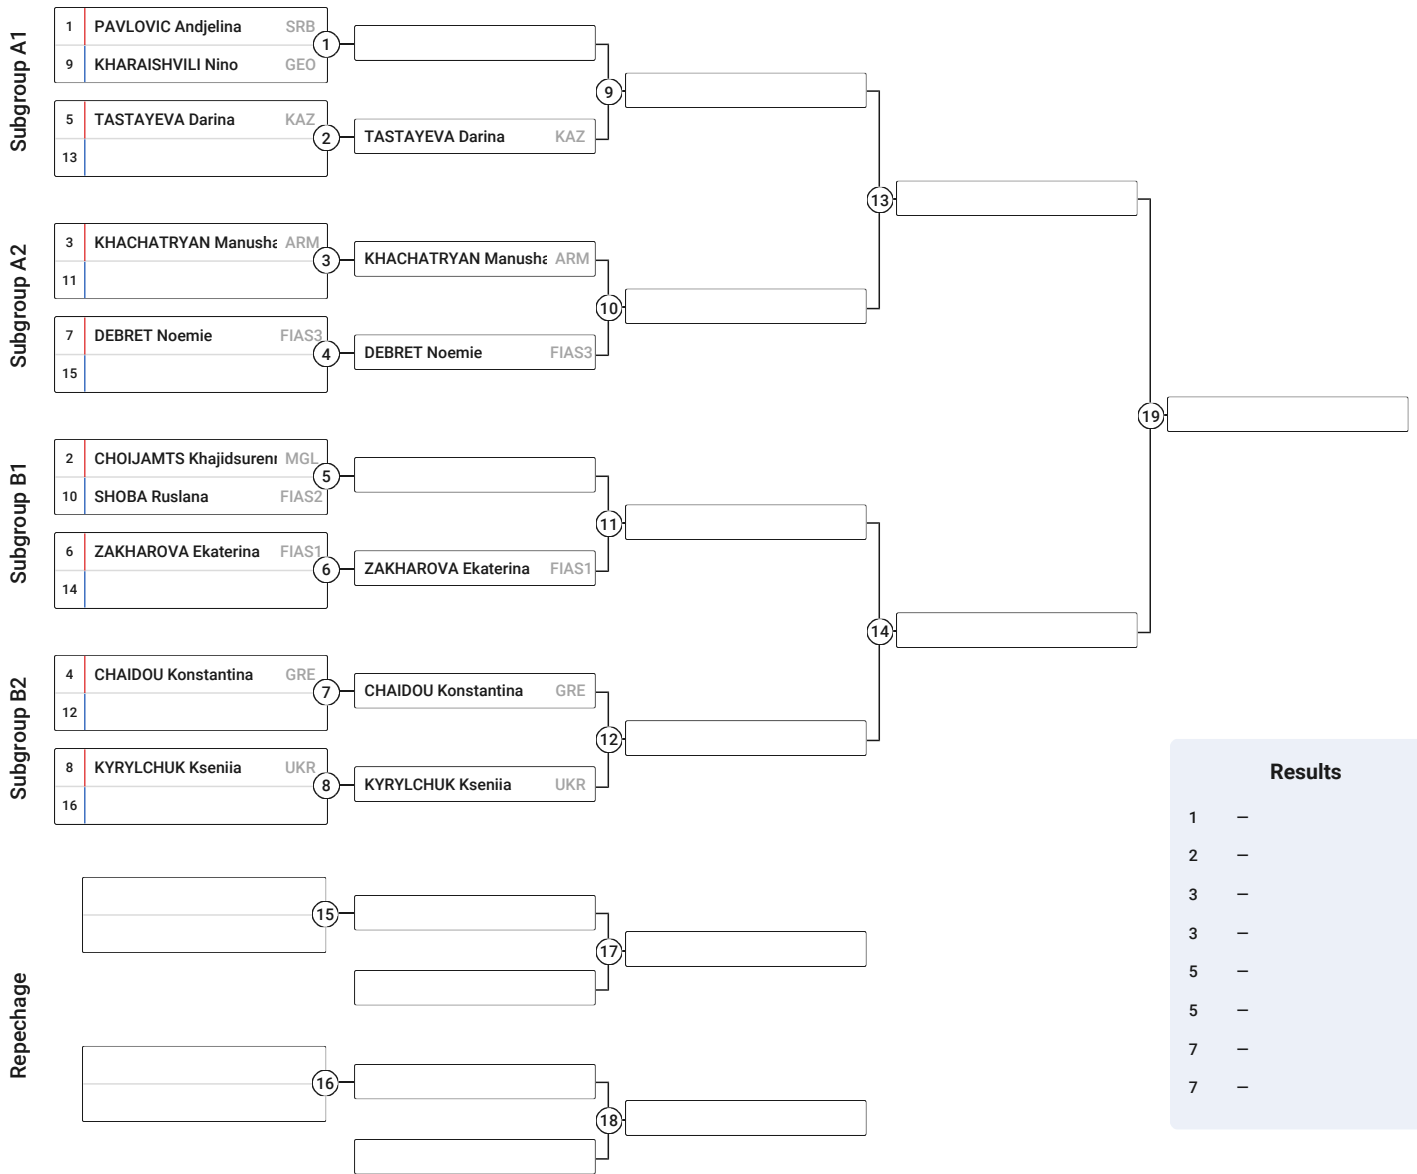 Subgroup A1
1 PAVLOVIC Andjelina SRB
9 KHARAISHVILI Nino GEO
1
5 TASTAYEVA Darina KAZ
13
2
TASTAYEVA Darina KAZ
9
Subgroup A2
3 KHACHATRYAN Manusha ARM
11
3
KHACHATRYAN Manusha ARM
7 DEBRET Noemie FIAS3
15
4
DEBRET Noemie FIAS3
10
13
Subgroup B1
2 CHOIJAMTS Khajidsuren MGL
10 SHOBA Ruslana FIAS2
5
6 ZAKHAROVA Ekaterina FIAS1
14
6
ZAKHAROVA Ekaterina FIAS1
11
Subgroup B2
4 CHAIDOU Konstantina GRE
12
7
CHAIDOU Konstantina GRE
8 KYRYLCHUK Kseniia UKR
16
8
KYRYLCHUK Kseniia UKR
12
14
19
Repechage
15
17
16
18
Results
1 –
2 –
3 –
3 –
5 –
5 –
7 –
7 –